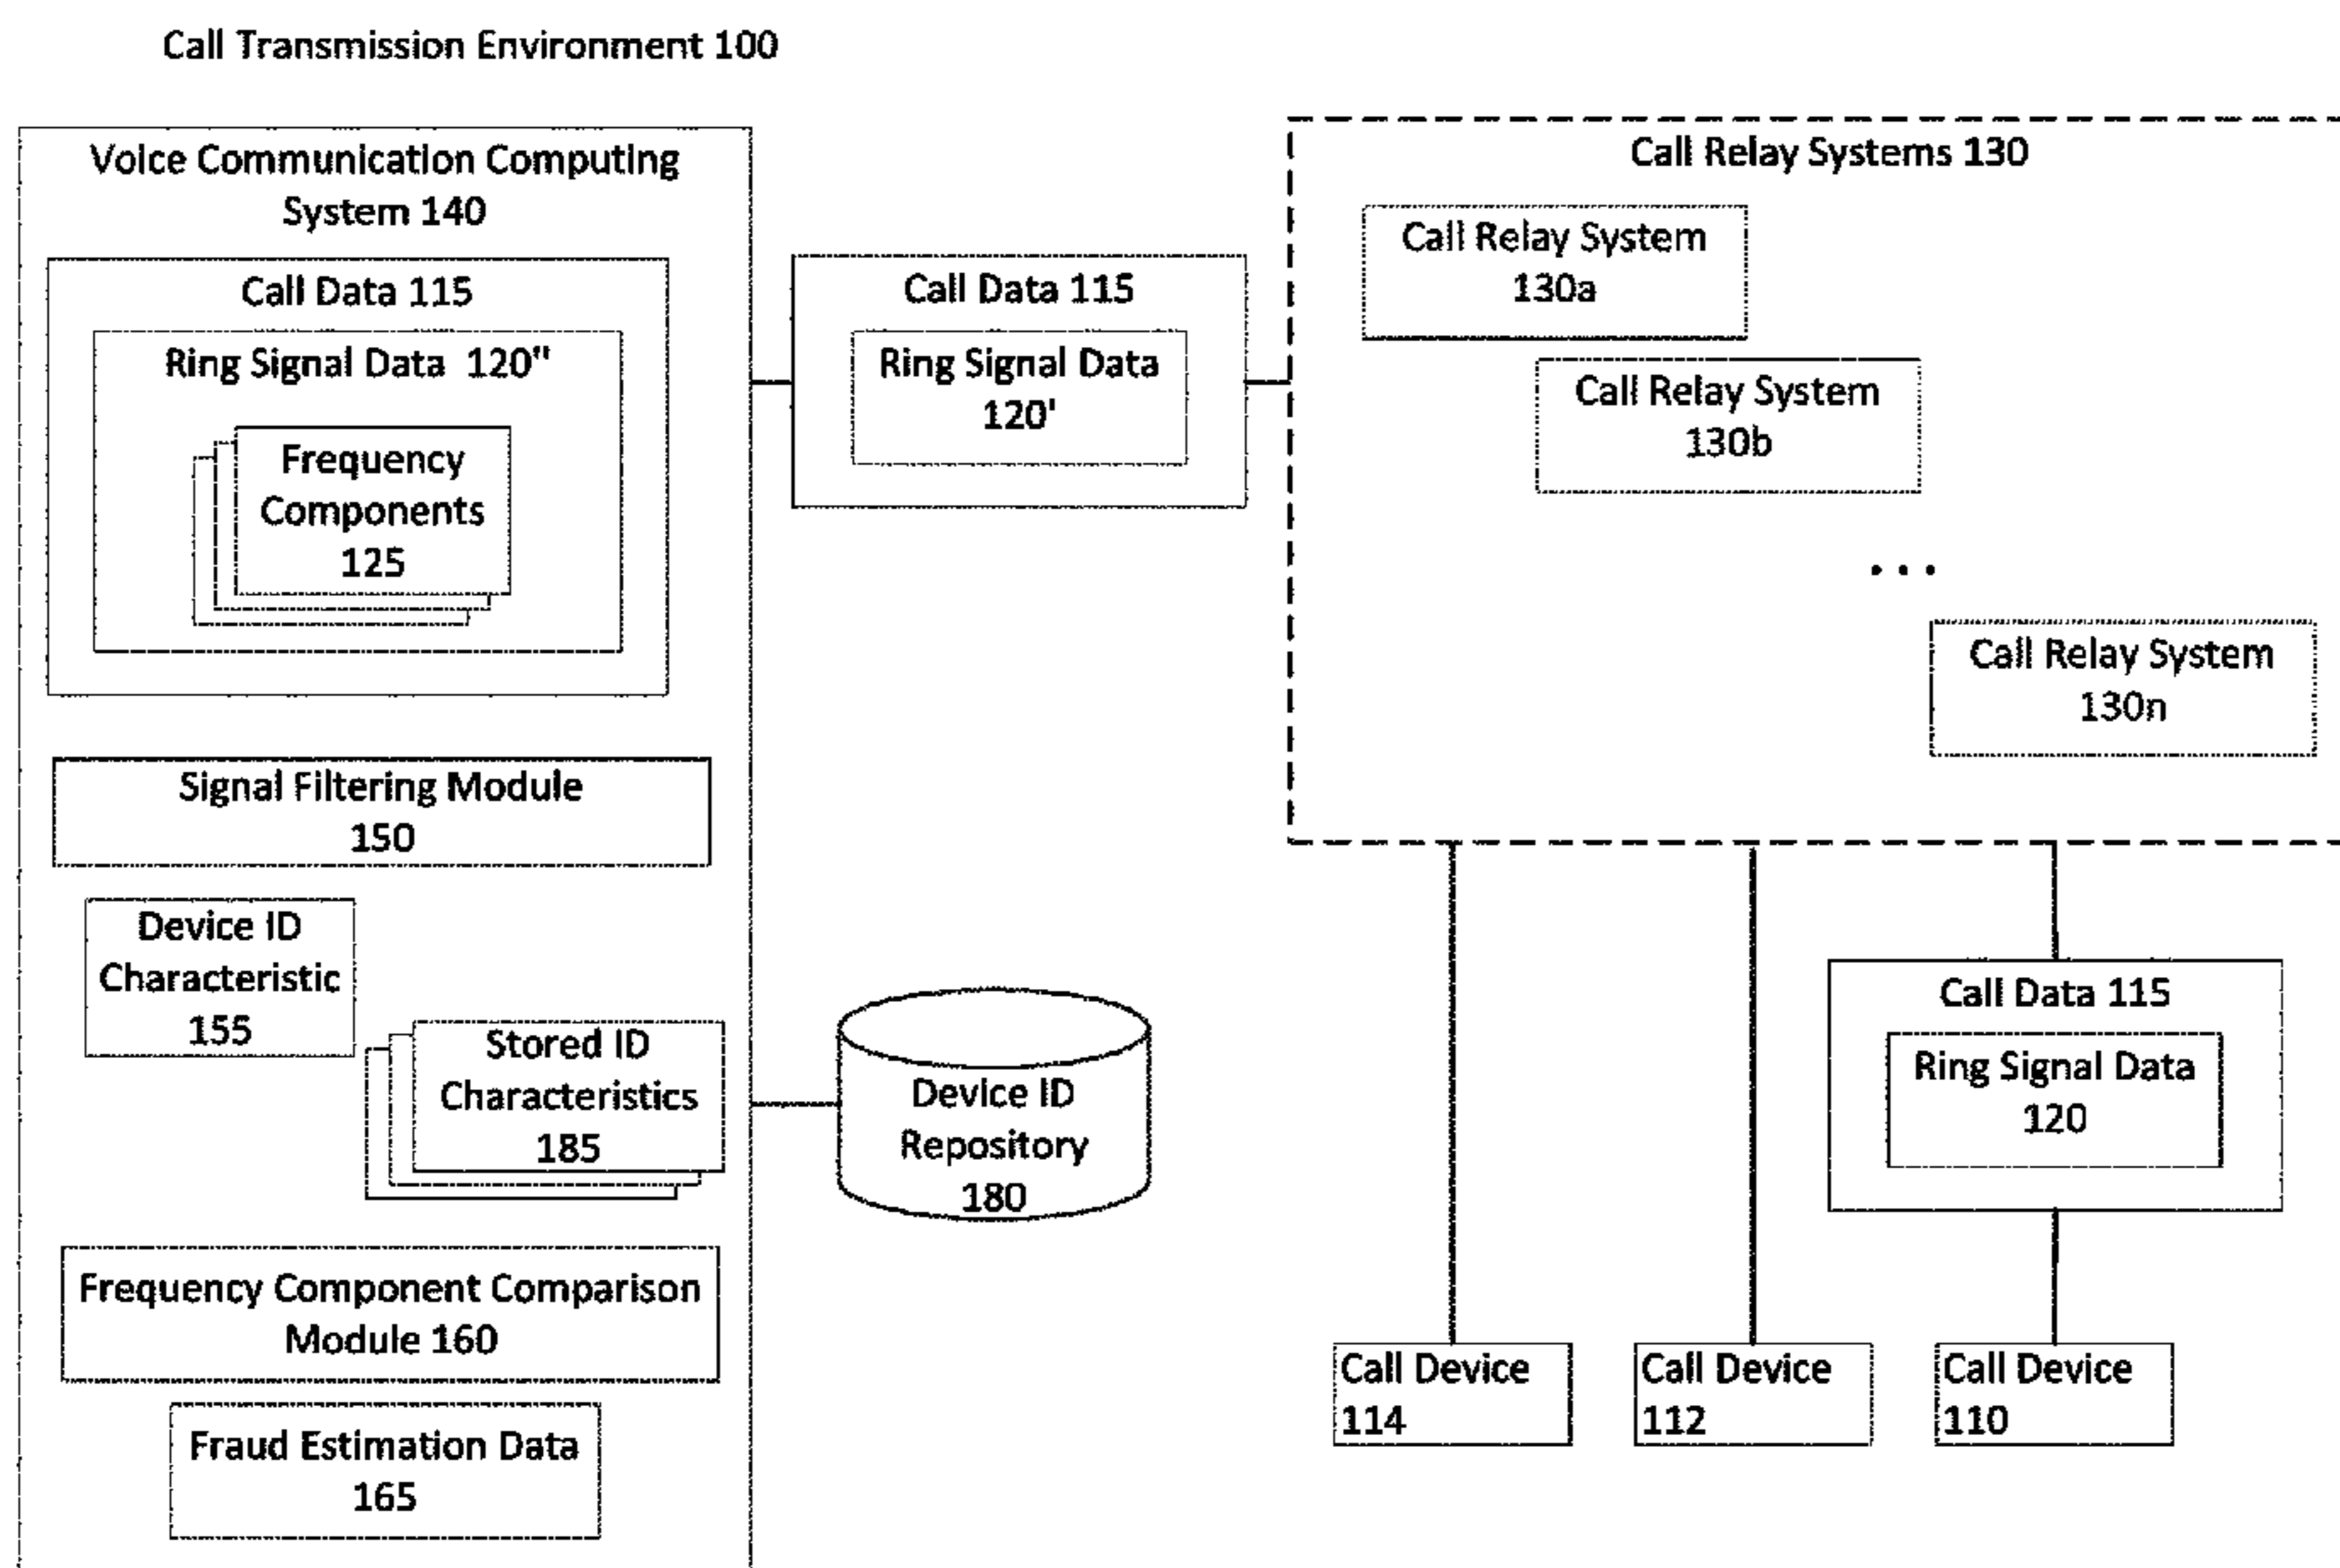 Call Transmission Environment 100
Voice Communication Computing
System 140
Call Data 115
Ring Signal Data 120"
Frequency
Components
125
Signal Filtering Module
150
Device ID
Characteristic
155
Stored ID
Characteristics
185
Frequency Component Comparison
Module 160
Fraud Estimation Data
165
Call Data 115
Ring Signal Data
120'
Device ID
Repository
180
Call Relay Systems 130
Call Relay System
130a
Call Relay System
130b
...
Call Relay System
130n
Call Data 115
Ring Signal Data
120
Call Device
114
Call Device
112
Call Device
110